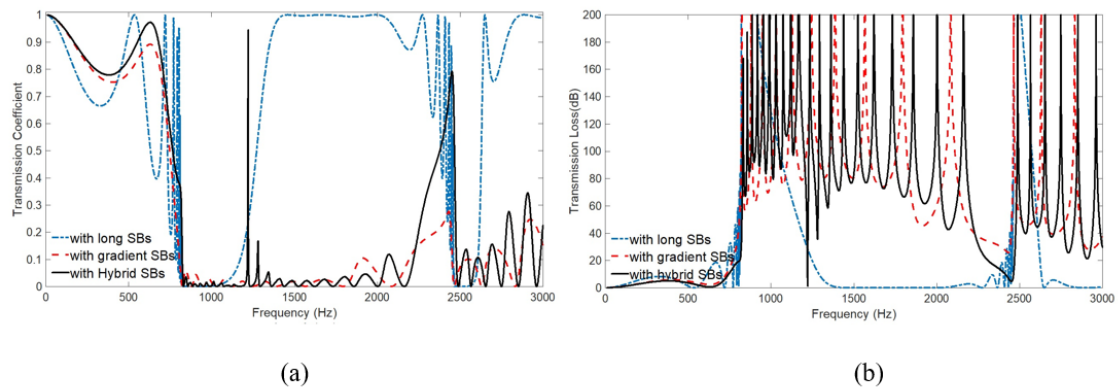 1
0.9
0.8
0.7
0.6
0.5
0.4
0.3
0.2
0.1
0
Transmission Coefficient
with long SBs
with gradient SBs
with Hybrid SBs
0 500 1000 1500 2000 2500 3000
Frequency (Hz)
(a)
200
180
160
140
120
100
80
60
40
20
0
Transmission Loss(dB)
with long SBs
with gradient SBs
with hybrid SBs
0 500 1000 1500 2000 2500 3000
Frequency (Hz)
(b)